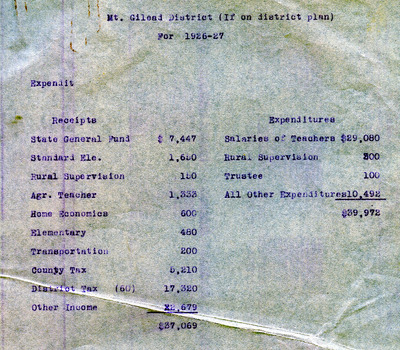 Mt. Gilead District (If on district plan)
For 1926-27
Expendit
Receipts Expenditures
State General Fund $ 7,447 Salaries of Teachers $29,080
Standard Ele. 1,650 Rural Supervision 300
Rural Supervision 150 Trustee 100
Agr. Teacher 1,333 All Other Expenditures 10,492
Home Economics 600 $39,972
Elementary 480
Transportation 200
County Tax 5,210
District Tax (60) 17,320
Other Income 2,679
$37,069